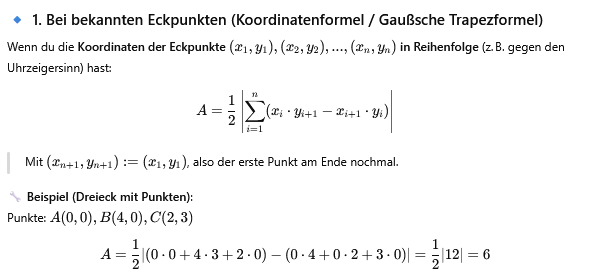 🔹 1. Bei bekannten Eckpunkten (Koordinatenformel / Gaußsche Trapezformel)
Wenn du die Koordinaten der Eckpunkte (x₁, y₁), (x₂, y₂), ..., (xₙ, yₙ) in Reihenfolge (z. B. gegen den
Uhrzeigersinn) hast:
A = 1/2 |∑ᵢ₌₁ⁿ (xᵢ · yᵢ₊₁ − xᵢ₊₁ · yᵢ)|
Mit (xₙ₊₁, yₙ₊₁) := (x₁, y₁), also der erste Punkt am Ende nochmal.
🔧 Beispiel (Dreieck mit Punkten):
Punkte: A(0, 0), B(4, 0), C(2, 3)
A = 1/2 |(0 · 0 + 4 · 3 + 2 · 0) − (0 · 4 + 0 · 2 + 3 · 0)| = 1/2 |12| = 6